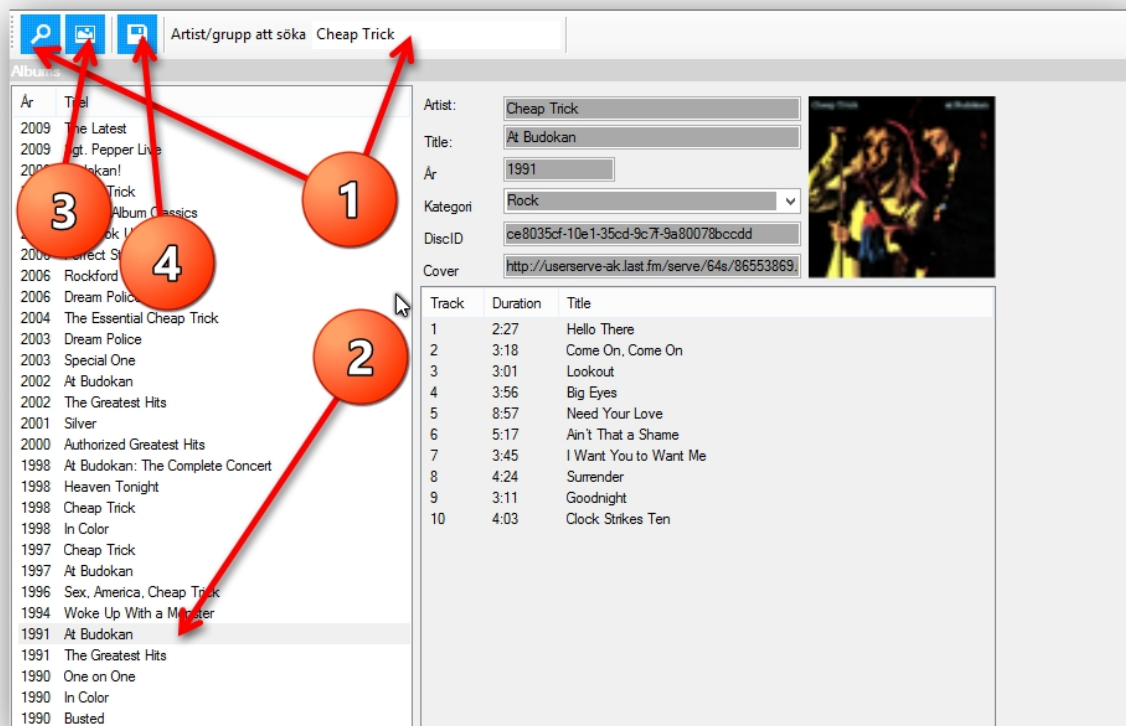 Artist/grupp att söka Cheap Trick
Albums
År Titel
2009 The Latest
2009 Sgt. Pepper Live
Trick
Album Classics
2006
2006 Rockford
2006 Dream Police
2004 The Essential Cheap Trick
2003 Dream Police
2003 Special One
2002 At Budokan
2002 The Greatest Hits
2001 Silver
2000 Authorized Greatest Hits
1998 At Budokan: The Complete Concert
1998 Heaven Tonight
1998 Cheap Trick
1998 In Color
1997 Cheap Trick
1997 At Budokan
1996 Sex, America, Cheap Trick
1994 Woke Up With a Monster
1991 At Budokan
1991 The Greatest Hits
1990 One on One
1990 In Color
1990 Busted
1
2
3
4
Artist: Cheap Trick
Title: At Budokan
År 1991
Kategori Rock
DiscID ce8035cf-10e1-35cd-9c7f-9a80078bccdd
Cover http://userserve-ak.last.fm/serve/64s/86553869.
Cheap Trick at Budokan
Track Duration Title
1 2:27 Hello There
2 3:18 Come On, Come On
3 3:01 Lookout
4 3:56 Big Eyes
5 8:57 Need Your Love
6 5:17 Ain't That a Shame
7 3:45 I Want You to Want Me
8 4:24 Surrender
9 3:11 Goodnight
10 4:03 Clock Strikes Ten